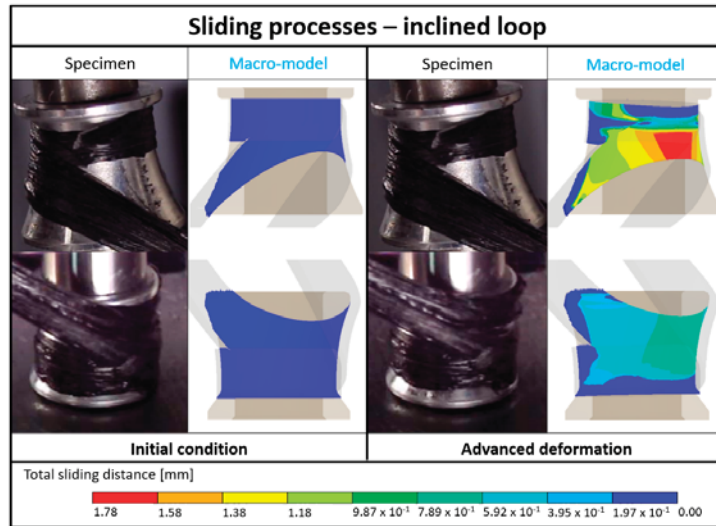 Sliding processes – inclined loop
Specimen Macro-model Specimen Macro-model
Initial condition Advanced deformation
Total sliding distance [mm]
1.78 1.58 1.38 1.18 9.87 x 10⁻¹ 7.89 x 10⁻¹ 5.92 x 10⁻¹ 3.95 x 10⁻¹ 1.97 x 10⁻¹ 0.00